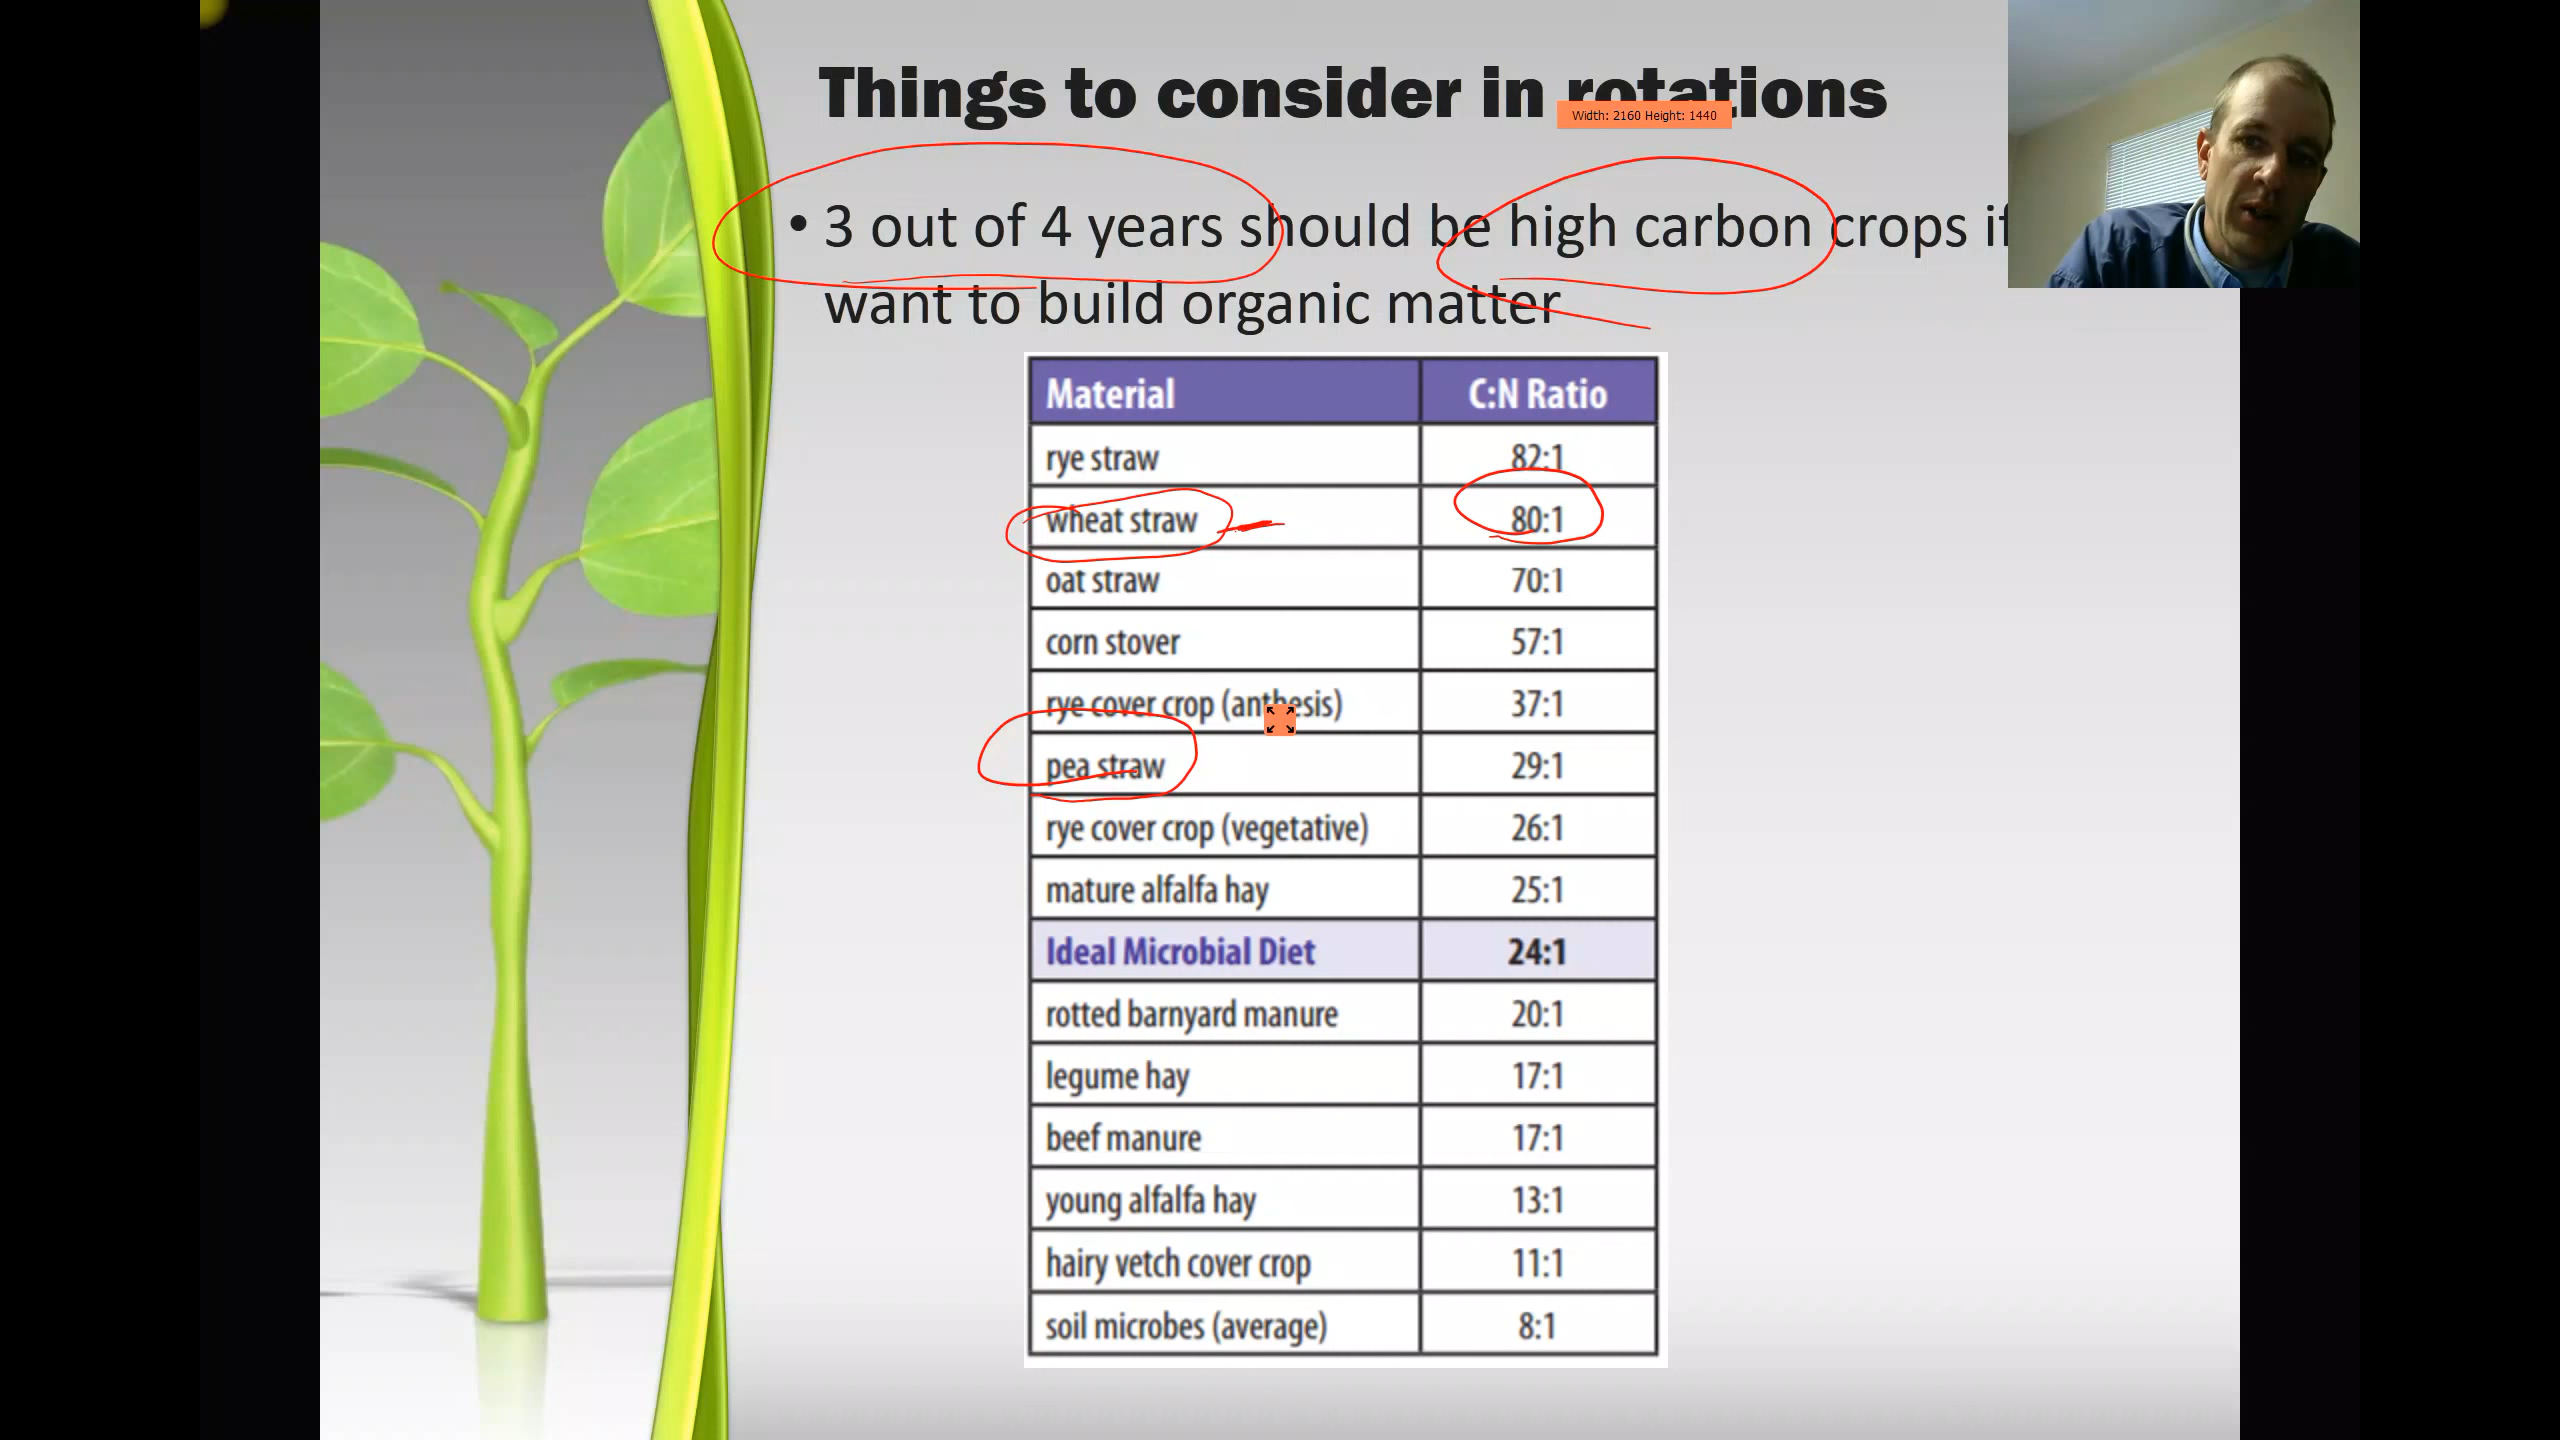 Things to consider in rotations
Width: 2160 Height: 1440
• 3 out of 4 years should be high carbon crops if
want to build organic matter
Material C:N Ratio
rye straw 82:1
wheat straw 80:1
oat straw 70:1
corn stover 57:1
rye cover crop (anthesis) 37:1
pea straw 29:1
rye cover crop (vegetative) 26:1
mature alfalfa hay 25:1
Ideal Microbial Diet 24:1
rotted barnyard manure 20:1
legume hay 17:1
beef manure 17:1
young alfalfa hay 13:1
hairy vetch cover crop 11:1
soil microbes (average) 8:1